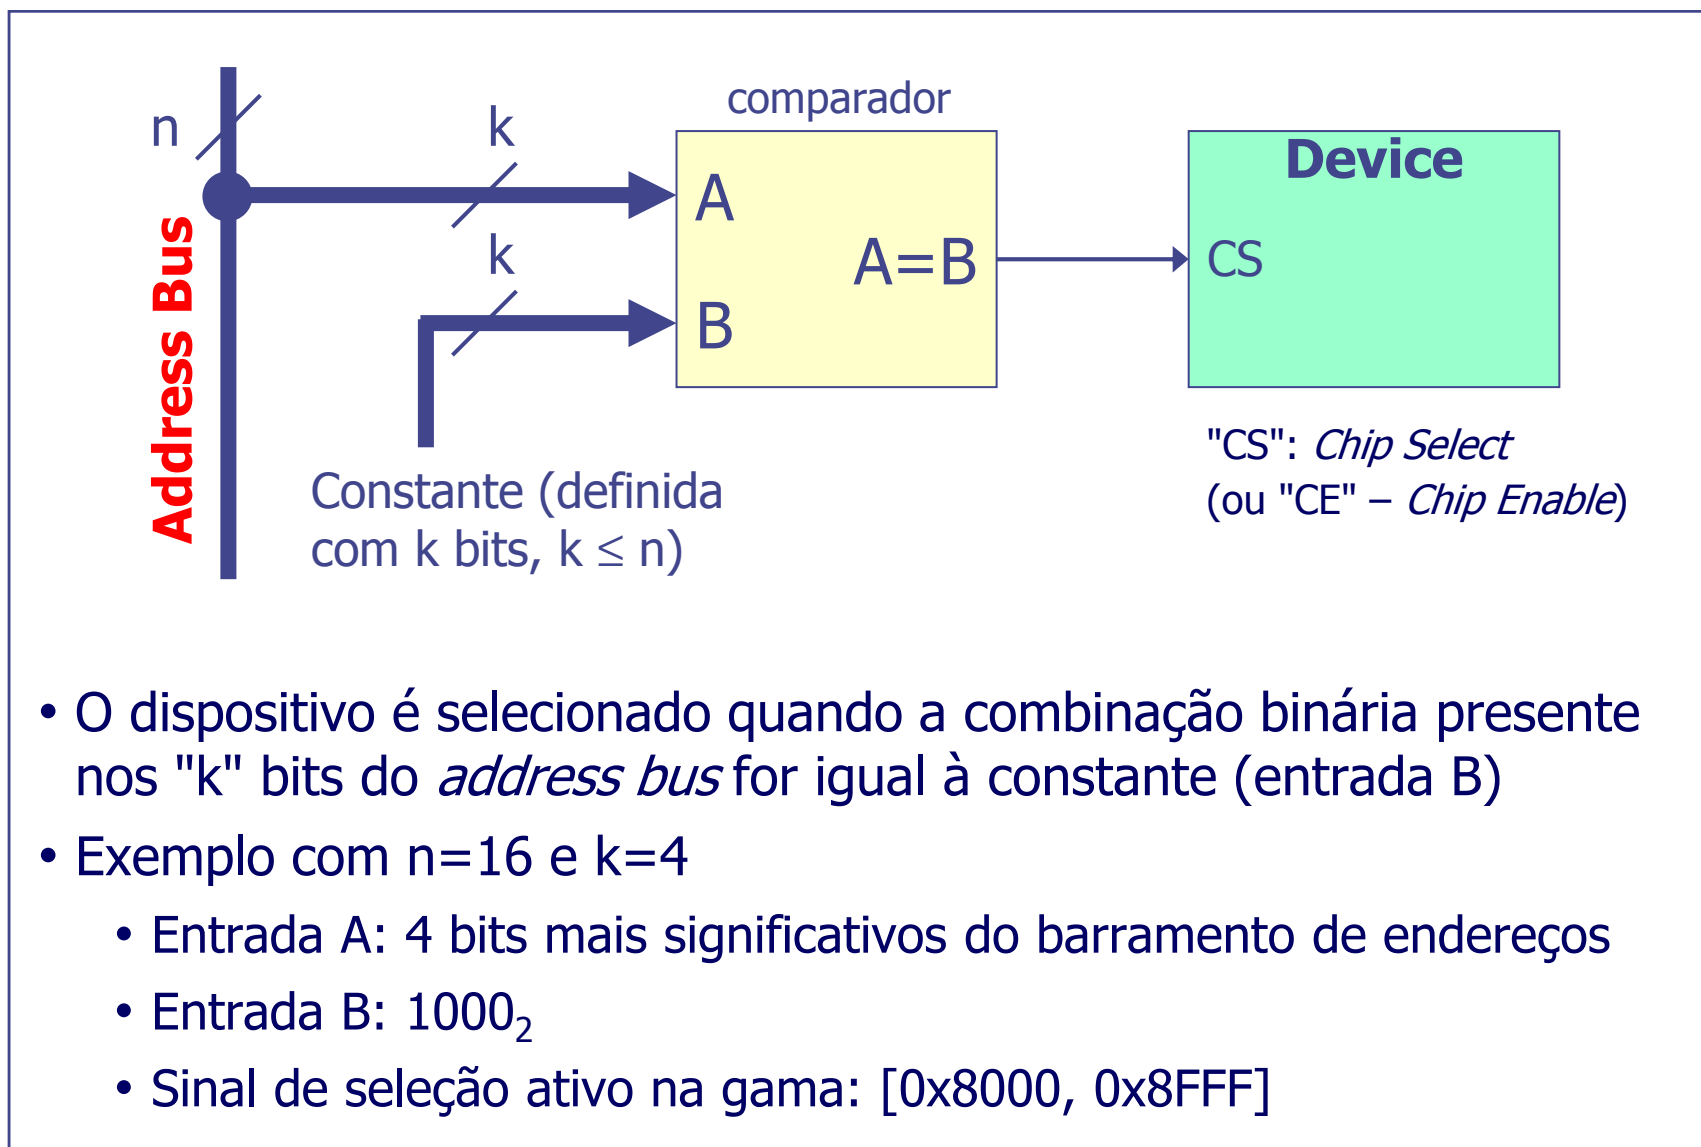 comparador
n
k
Device
A
k
A=B
CS
B
Address Bus
"CS": Chip Select
(ou "CE" – Chip Enable)
Constante (definida
com k bits, k ≤ n)
• O dispositivo é selecionado quando a combinação binária presente
nos "k" bits do address bus for igual à constante (entrada B)
• Exemplo com n=16 e k=4
• Entrada A: 4 bits mais significativos do barramento de endereços
• Entrada B: 1000₂
• Sinal de seleção ativo na gama: [0x8000, 0x8FFF]